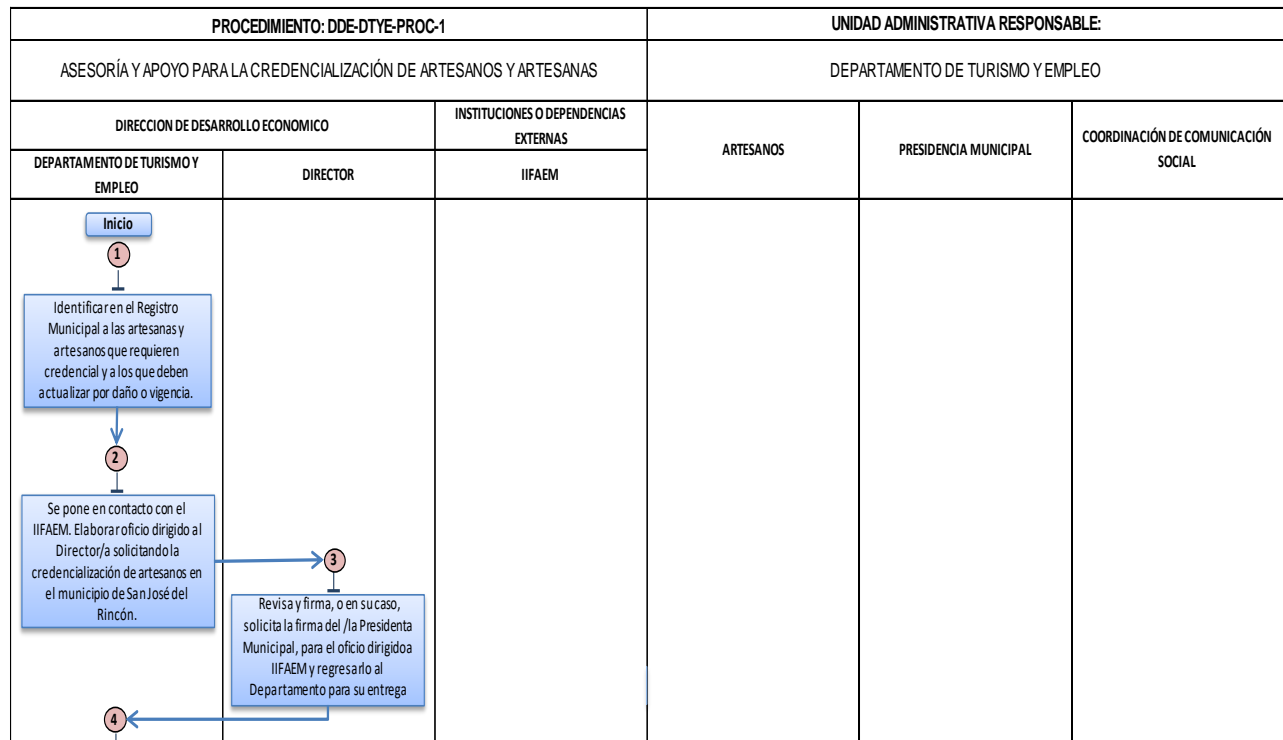 PROCEDIMIENTO: DDE-DTYE-PROC-1
UNIDAD ADMINISTRATIVA RESPONSABLE:
ASESORÍA Y APOYO PARA LA CREDENCIALIZACIÓN DE ARTESANOS Y ARTESANAS
DEPARTAMENTO DE TURISMO Y EMPLEO
DIRECCION DE DESARROLLO ECONOMICO
INSTITUCIONES O DEPENDENCIAS
EXTERNAS
ARTESANOS
PRESIDENCIA MUNICIPAL
COORDINACIÓN DE COMUNICACIÓN
SOCIAL
DEPARTAMENTO DE TURISMO Y
EMPLEO
DIRECTOR
IIFAEM
Inicio
1
Identificar en el Registro
Municipal a las artesanas y
artesanos que requieren
credencial y a los que deben
actualizar por daño o vigencia.
2
Se pone en contacto con el
IIFAEM. Elaborar oficio dirigido al
Director/a solicitando la
credencialización de artesanos en
el municipio de San José del
Rincón.
3
Revisa y firma, o en su caso,
solicita la firma del /la Presidenta
Municipal, para el oficio dirigido a
IIFAEM y regresarlo al
Departamento para su entrega
4